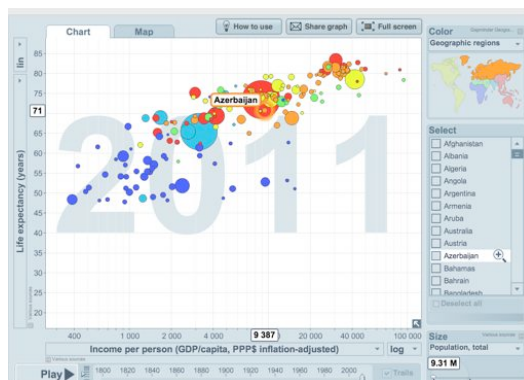 Chart
Map
How to use
Share graph
Full screen
Color
Geographic regions
lin
Life expectancy (years)
85
80
75
71
70
65
60
55
50
45
40
35
30
25
20
2011
Azerbaijan
Select
Afghanistan
Albania
Algeria
Angola
Argentina
Armenia
Aruba
Australia
Austria
Azerbaijan
Bahamas
Bahrain
Bangladesh
Deselect all
400
1 000
2 000
4 000
9 387
20 000
40 000
100 000
Income per person (GDP/capita, PPP$ inflation-adjusted)
log
Size
Population, total
9.31 M
Play
1800 1820 1840 1860 1880 1900 1920 1940 1960 1980 2000
Trails